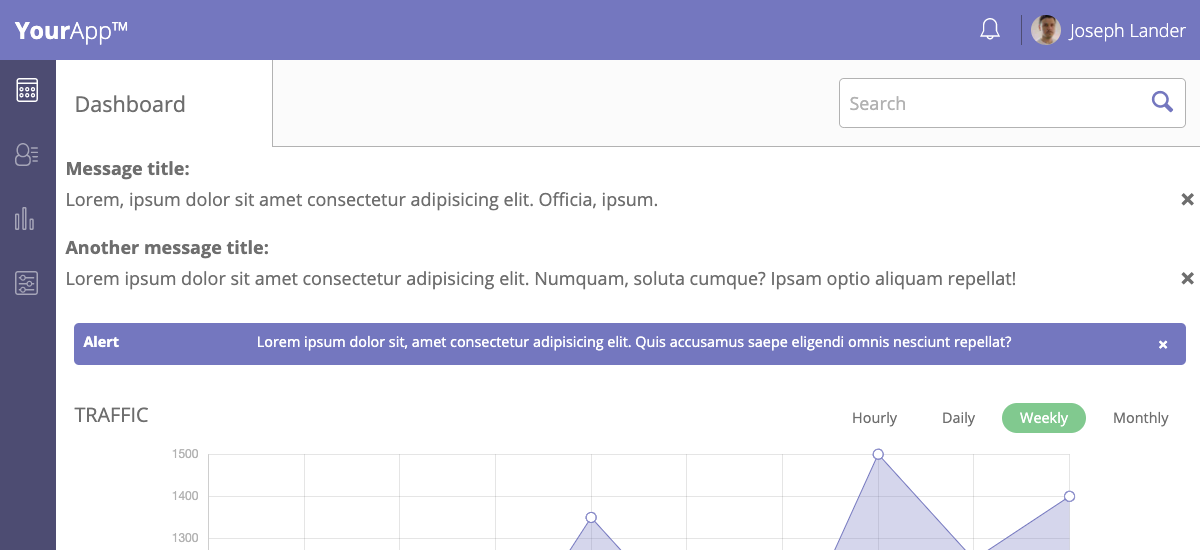 YourApp™
Joseph Lander
Dashboard
Search
Message title:
Lorem, ipsum dolor sit amet consectetur adipisicing elit. Officia, ipsum.
Another message title:
Lorem ipsum dolor sit amet consectetur adipisicing elit. Numquam, soluta cumque? Ipsam optio aliquam repellat!
Alert Lorem ipsum dolor sit, amet consectetur adipisicing elit. Quis accusamus saepe eligendi omnis nesciunt repellat?
TRAFFIC
Hourly Daily Weekly Monthly
1500
1400
1300